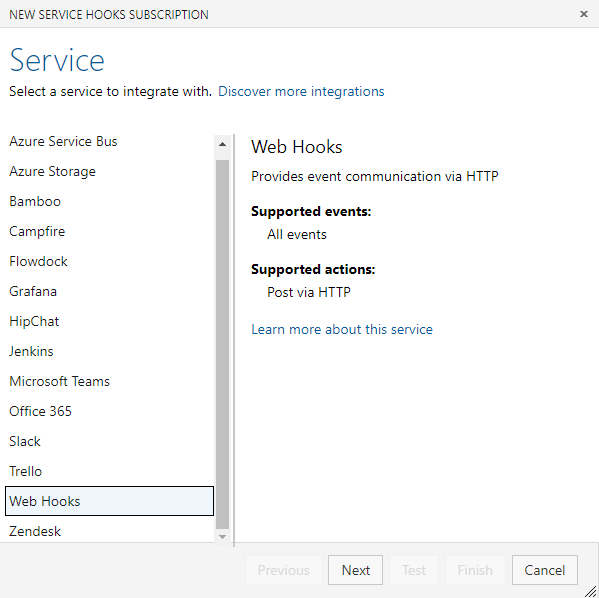 NEW SERVICE HOOKS SUBSCRIPTION
Service
Select a service to integrate with. Discover more integrations
Azure Service Bus
Azure Storage
Bamboo
Campfire
Flowdock
Grafana
HipChat
Jenkins
Microsoft Teams
Office 365
Slack
Trello
Web Hooks
Zendesk
Web Hooks
Provides event communication via HTTP
Supported events:
All events
Supported actions:
Post via HTTP
Learn more about this service
Previous Next Test Finish Cancel